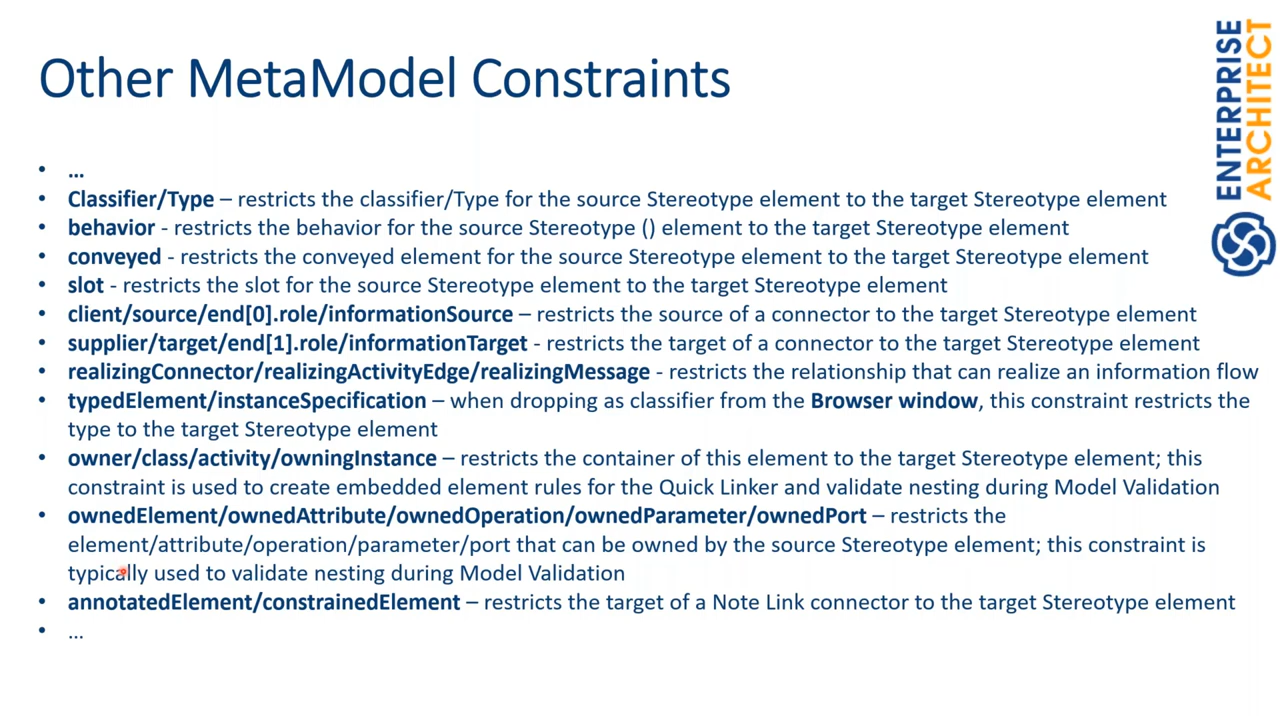 Other MetaModel Constraints
ENTERPRISE
ARCHITECT
• ...
• Classifier/Type – restricts the classifier/Type for the source Stereotype element to the target Stereotype element
• behavior - restricts the behavior for the source Stereotype () element to the target Stereotype element
• conveyed - restricts the conveyed element for the source Stereotype element to the target Stereotype element
• slot - restricts the slot for the source Stereotype element to the target Stereotype element
• client/source/end[0].role/informationSource – restricts the source of a connector to the target Stereotype element
• supplier/target/end[1].role/informationTarget - restricts the target of a connector to the target Stereotype element
• realizingConnector/realizingActivityEdge/realizingMessage - restricts the relationship that can realize an information flow
• typedElement/instanceSpecification – when dropping as classifier from the Browser window, this constraint restricts the
type to the target Stereotype element
• owner/class/activity/owningInstance – restricts the container of this element to the target Stereotype element; this
constraint is used to create embedded element rules for the Quick Linker and validate nesting during Model Validation
• ownedElement/ownedAttribute/ownedOperation/ownedParameter/ownedPort – restricts the
element/attribute/operation/parameter/port that can be owned by the source Stereotype element; this constraint is
typically used to validate nesting during Model Validation
• annotatedElement/constrainedElement – restricts the target of a Note Link connector to the target Stereotype element
• ...